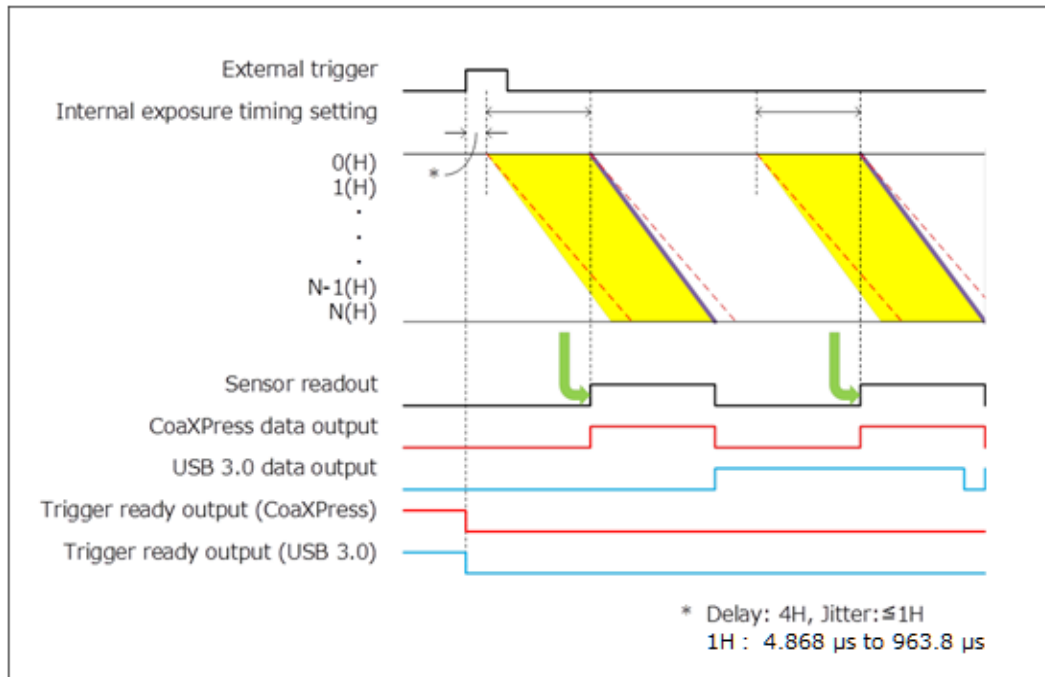 External trigger
Internal exposure timing setting
*
0(H)
1(H)
.
.
.
N-1(H)
N(H)
Sensor readout
CoaXPress data output
USB 3.0 data output
Trigger ready output (CoaXPress)
Trigger ready output (USB 3.0)
* Delay: 4H, Jitter:≦1H
1H : 4.868 μs to 963.8 μs